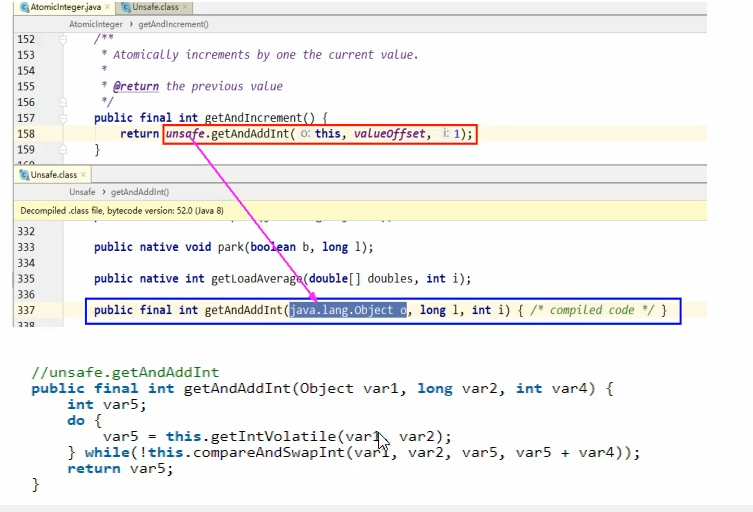 AtomicInteger.java × Unsafe.class ×
AtomicInteger › getAndIncrement()
152 /**
153 * Atomically increments by one the current value.
154 *
155 * @return the previous value
156 */
157 public final int getAndIncrement() {
158 return unsafe.getAndAddInt( o: this, valueOffset, i: 1);
159 }
Unsafe.class ×
Unsafe › getAndAddInt()
Decompiled .class file, bytecode version: 52.0 (Java 8)
332
333 public native void park(boolean b, long l);
334
335 public native int getLoadAverage(double[] doubles, int i);
336
337 public final int getAndAddInt(java.lang.Object o, long l, int i) { /* compiled code */ }
338
//unsafe.getAndAddInt
public final int getAndAddInt(Object var1, long var2, int var4) {
int var5;
do {
var5 = this.getIntVolatile(var1, var2);
} while(!this.compareAndSwapInt(var1, var2, var5, var5 + var4));
return var5;
}